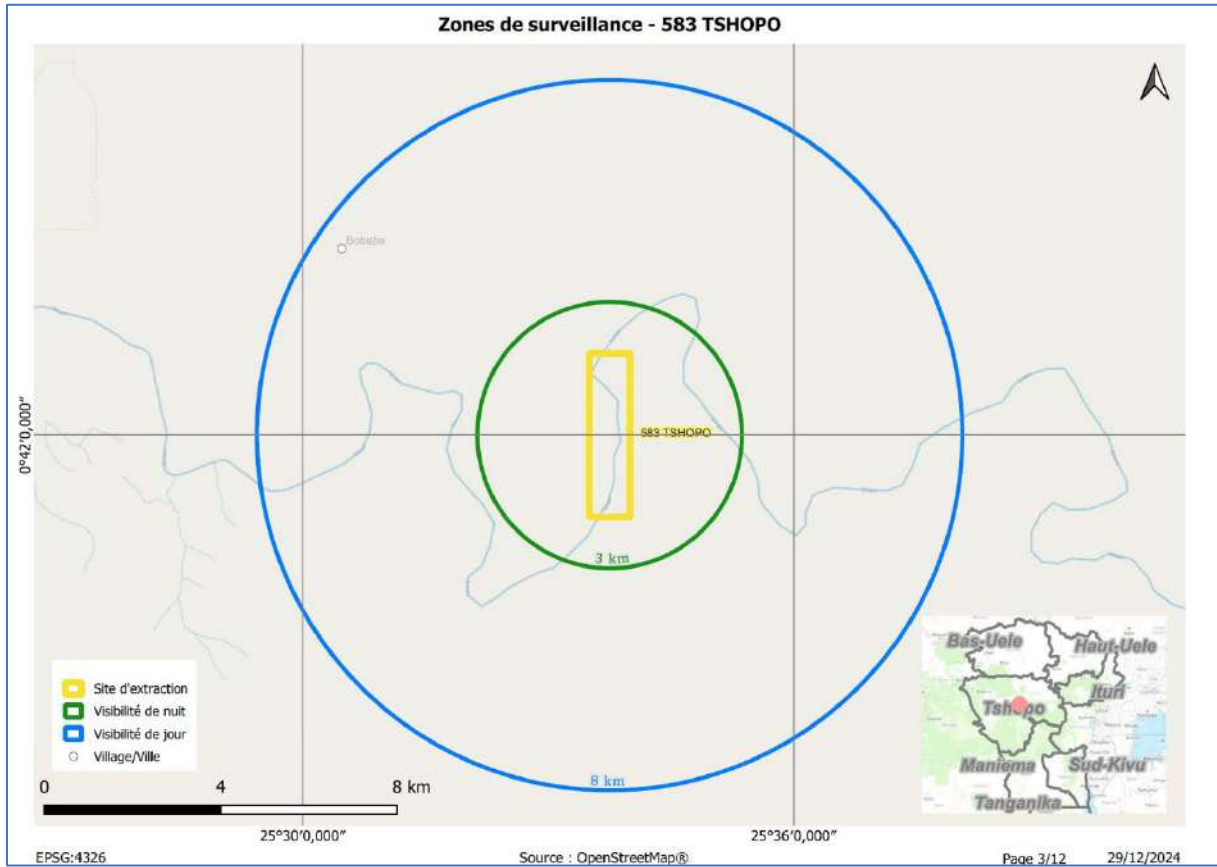 Zones de surveillance - 583 TSHOPO
Bobaba
583 TSHOPO
0°42'0,000"
3 km
8 km
Site d'extraction
Visibilité de nuit
Visibilité de jour
Village/Ville
0 4 8 km
Bas-Uele
Haut-Uele
Ituri
Tshopo
Maniema
Sud-Kivu
Tanganika
25°30'0,000"
25°36'0,000"
EPSG:4326
Source : OpenStreetMap®
Page 3/12
29/12/2024